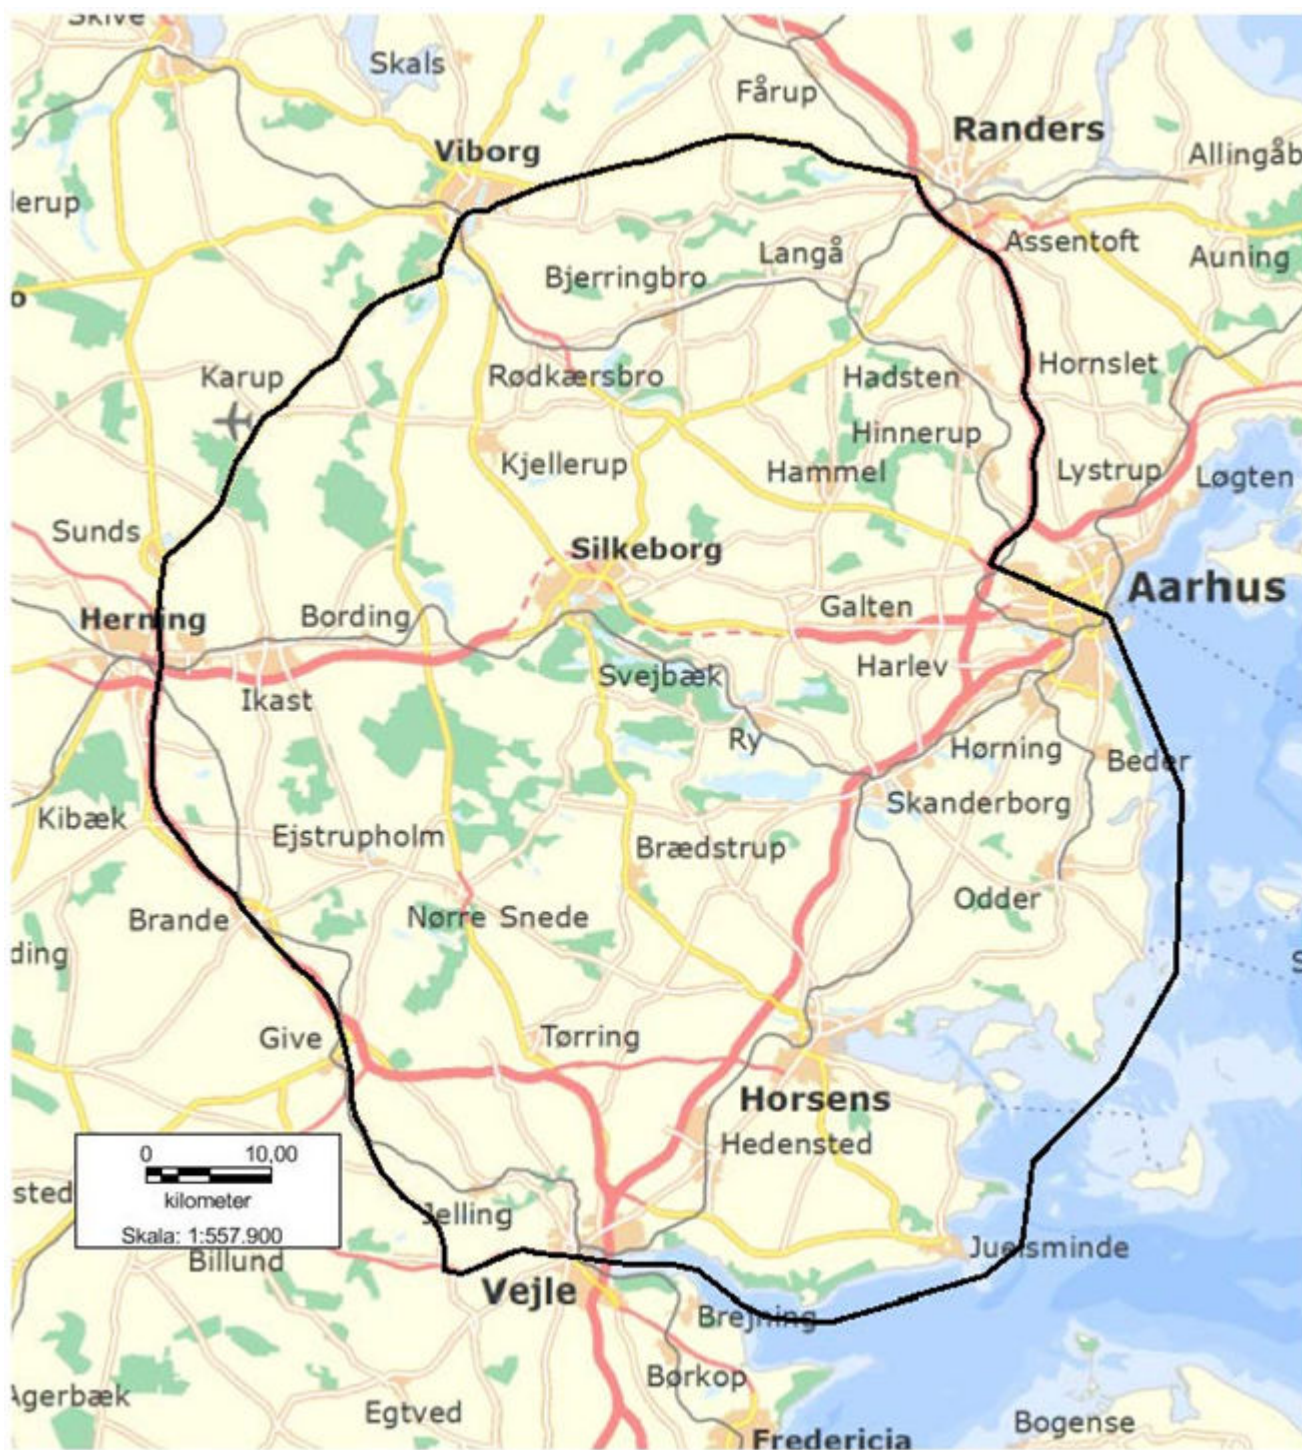 Skive
Skals
Fårup
Randers
Viborg
Allingåb
lerup
Assentoft
Langå
Auning
Bjerringbro
o
Karup
Rødkærsbro
Hadsten
Hornslet
Hinnerup
Kjellerup
Hammel
Lystrup
Løgten
Sunds
Silkeborg
Aarhus
Herning
Bording
Galten
Svejbæk
Harlev
Ikast
Ry
Hørning
Beder
Skanderborg
Kibæk
Ejstrupholm
Brædstrup
Brande
Nørre Snede
Odder
ding
S
Give
Tørring
Horsens
Hedensted
0 10,00
kilometer
Skala: 1:557.900
sted
Jelling
Billund
Juelsminde
Vejle
Brejning
Børkop
Agerbæk
Egtved
Bogense
Fredericia